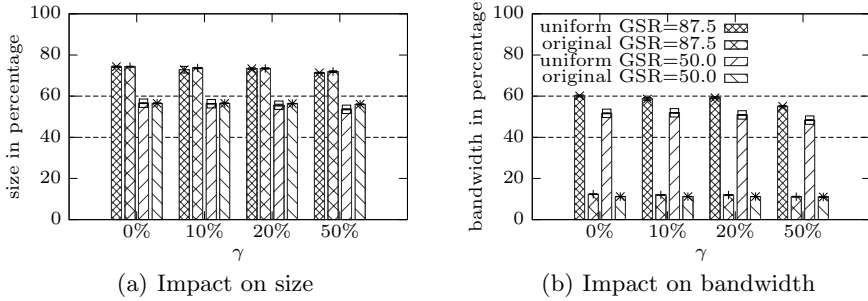 100
80
60
40
20
0
size in percentage
0% 10% 20% 50%
γ
(a) Impact on size
100
80
60
40
20
0
bandwidth in percentage
uniform GSR=87.5
original GSR=87.5
uniform GSR=50.0
original GSR=50.0
0% 10% 20% 50%
γ
(b) Impact on bandwidth